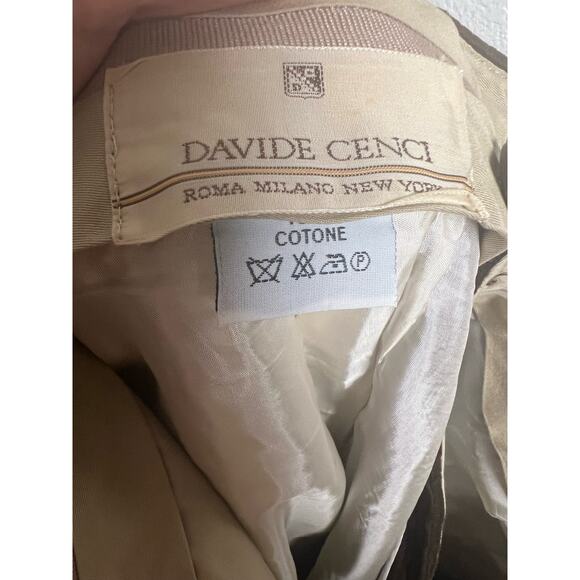 DAVIDE CENCI
ROMA MILANO NEW YORK
COTONE
P